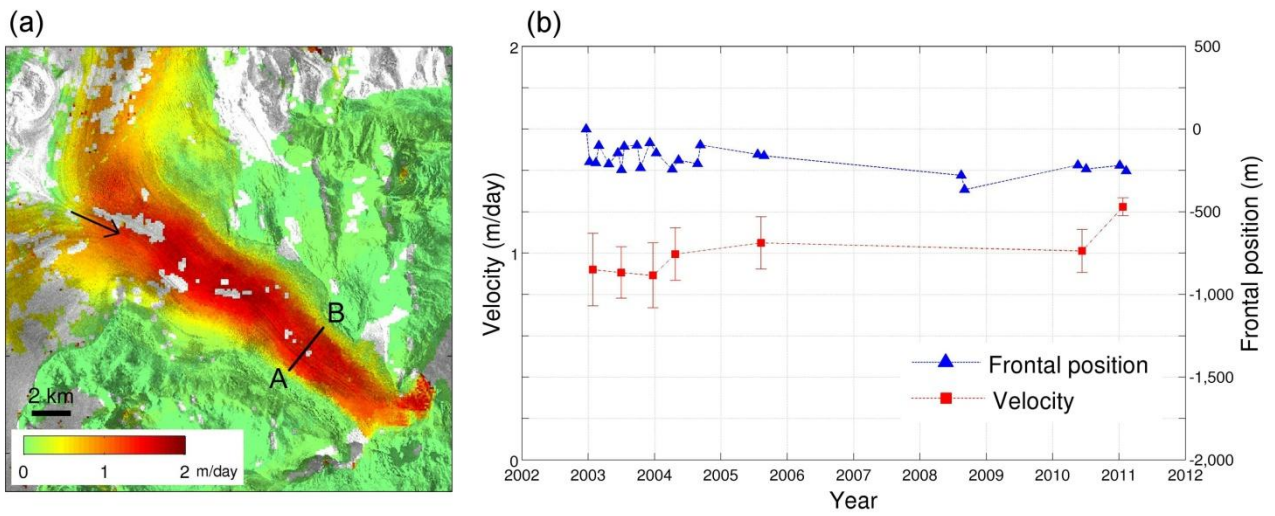 (a)
B
A
2 km
0 1 2 m/day
(b)
Velocity (m/day)
2
1
0
500
0
-500
-1,000
-1,500
-2,000
Frontal position (m)
Frontal position
Velocity
2002 2003 2004 2005 2006 2007 2008 2009 2010 2011 2012
Year